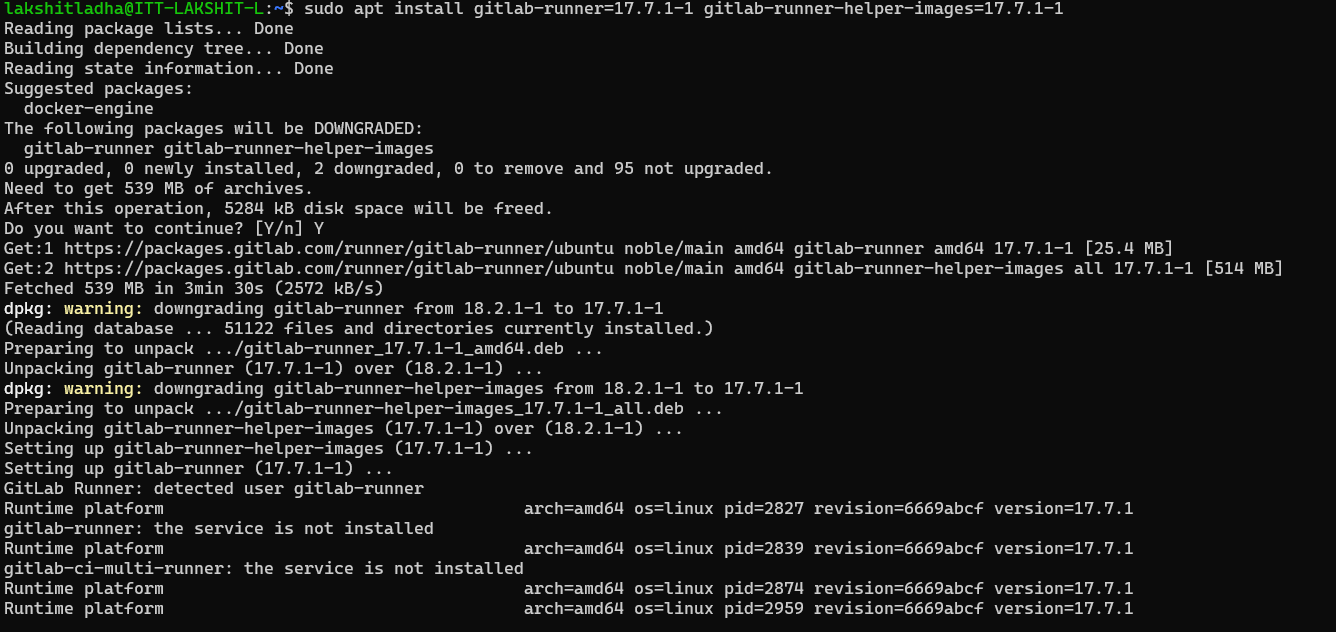 lakshitladha@ITT-LAKSHIT-L:~$ sudo apt install gitlab-runner=17.7.1-1 gitlab-runner-helper-images=17.7.1-1
Reading package lists... Done
Building dependency tree... Done
Reading state information... Done
Suggested packages:
  docker-engine
The following packages will be DOWNGRADED:
  gitlab-runner gitlab-runner-helper-images
0 upgraded, 0 newly installed, 2 downgraded, 0 to remove and 95 not upgraded.
Need to get 539 MB of archives.
After this operation, 5284 kB disk space will be freed.
Do you want to continue? [Y/n] Y
Get:1 https://packages.gitlab.com/runner/gitlab-runner/ubuntu noble/main amd64 gitlab-runner amd64 17.7.1-1 [25.4 MB]
Get:2 https://packages.gitlab.com/runner/gitlab-runner/ubuntu noble/main amd64 gitlab-runner-helper-images all 17.7.1-1 [514 MB]
Fetched 539 MB in 3min 30s (2572 kB/s)
dpkg: warning: downgrading gitlab-runner from 18.2.1-1 to 17.7.1-1
(Reading database ... 51122 files and directories currently installed.)
Preparing to unpack .../gitlab-runner_17.7.1-1_amd64.deb ...
Unpacking gitlab-runner (17.7.1-1) over (18.2.1-1) ...
dpkg: warning: downgrading gitlab-runner-helper-images from 18.2.1-1 to 17.7.1-1
Preparing to unpack .../gitlab-runner-helper-images_17.7.1-1_all.deb ...
Unpacking gitlab-runner-helper-images (17.7.1-1) over (18.2.1-1) ...
Setting up gitlab-runner-helper-images (17.7.1-1) ...
Setting up gitlab-runner (17.7.1-1) ...
GitLab Runner: detected user gitlab-runner
Runtime platform                                    arch=amd64 os=linux pid=2827 revision=6669abcf version=17.7.1
gitlab-runner: the service is not installed
Runtime platform                                    arch=amd64 os=linux pid=2839 revision=6669abcf version=17.7.1
gitlab-ci-multi-runner: the service is not installed
Runtime platform                                    arch=amd64 os=linux pid=2874 revision=6669abcf version=17.7.1
Runtime platform                                    arch=amd64 os=linux pid=2959 revision=6669abcf version=17.7.1